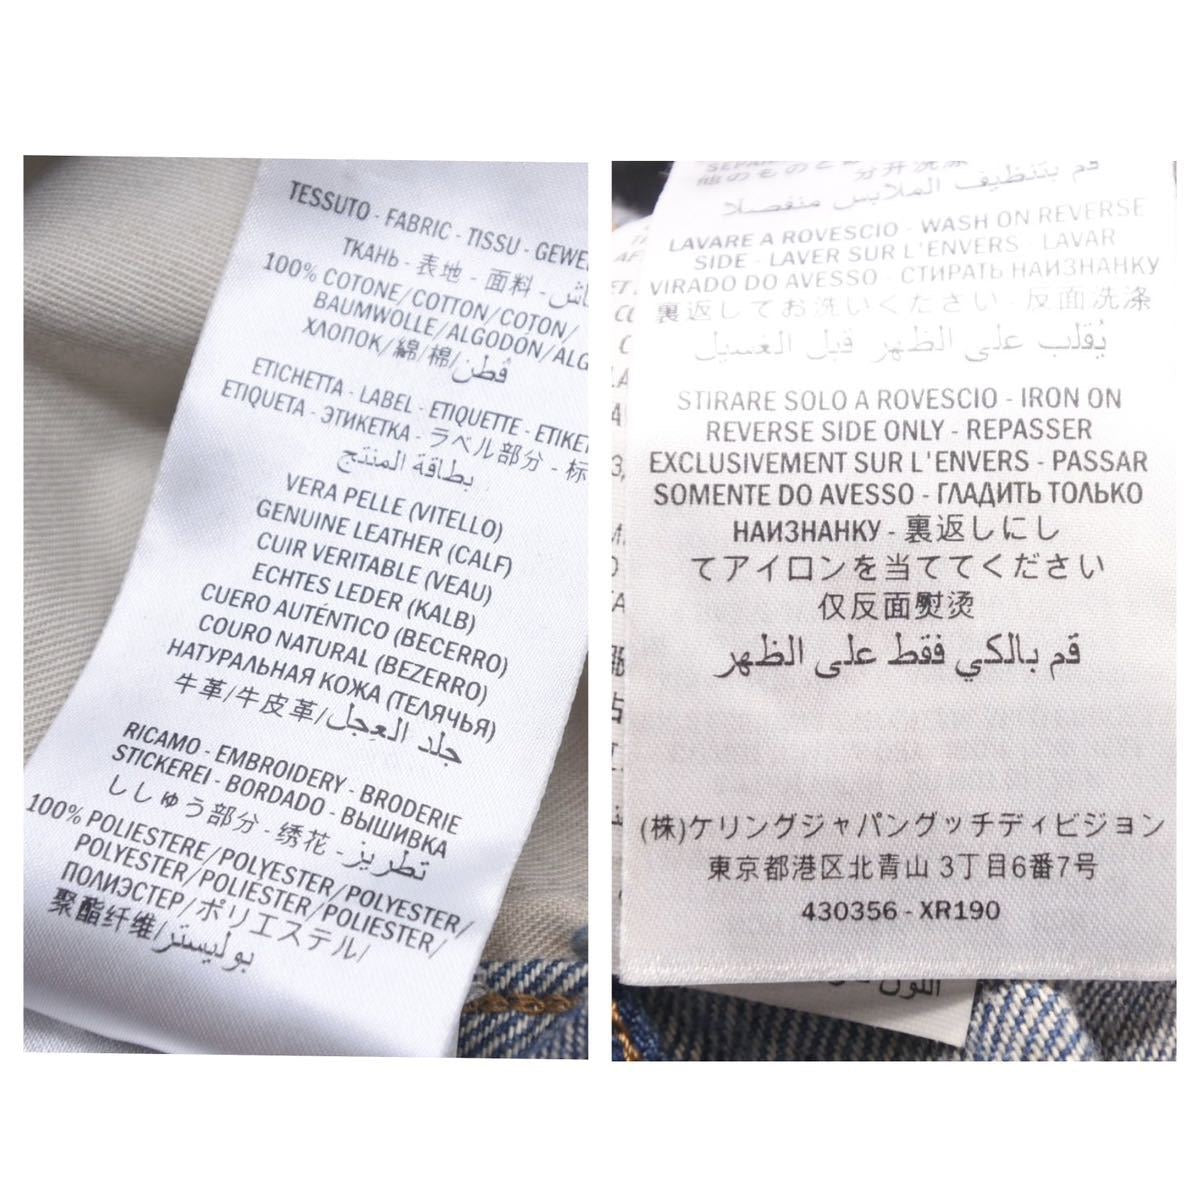 TESSUTO - FABRIC - TISSU -
ТКАНЬ - 表地 - 面料 -
100% COTONE/COTTON/COTON/
BAUMWOLLE/ALGODÓN/
ХЛОПОК/綿/棉/قُطن
ETICHETTA - LABEL - ETIQUETTE -
ETIQUETA - ЭТИКЕТКА - ラベル部分 -
بطاقة المنتج
VERA PELLE (VITELLO)
GENUINE LEATHER (CALF)
CUIR VERITABLE (VEAU)
ECHTES LEDER (KALB)
CUERO AUTÉNTICO (BECERRO)
COURO NATURAL (BEZERRO)
НАТУРАЛЬНАЯ КОЖА (ТЕЛЯЧЬЯ)
牛革/牛皮革/جلد العِجل
RICAMO - EMBROIDERY - BRODERIE
STICKEREI - BORDADO - ВЫШИВКА
ししゅう部分 - 绣花 - تطريز
100% POLIESTERE/POLYESTER/POLYESTER/
POLYESTER/POLIÉSTER/POLIESTER/
ПОЛИЭСТЕР/ポリエステル/
聚酯纤维/بوليستر
分开洗涤
قم بتنظيف الملابس منفصلا
LAVARE A ROVESCIO - WASH ON REVERSE
SIDE - LAVER SUR L'ENVERS - LAVAR
VIRADO DO AVESSO - СТИРАТЬ НАИЗНАНКУ
裏返してお洗いください - 反面洗涤
يُقلب على الظهر قبل الغسيل
STIRARE SOLO A ROVESCIO - IRON ON
REVERSE SIDE ONLY - REPASSER
EXCLUSIVEMENT SUR L'ENVERS - PASSAR
SOMENTE DO AVESSO - ГЛАДИТЬ ТОЛЬКО
НАИЗНАНКУ - 裏返しにし
てアイロンを当ててください
仅反面熨烫
قم بالكي فقط على الظهر
(株)ケリングジャパングッチディビジョン
東京都港区北青山 3丁目6番7号
430356 - XR190
اللون